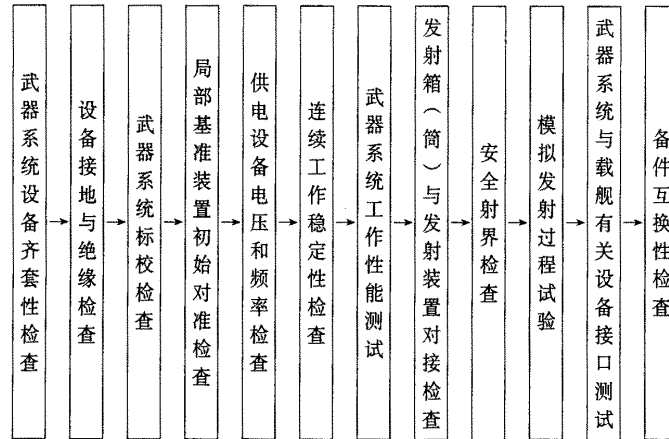 武器系统设备齐套性检查
设备接地与绝缘检查
武器系统标校检查
局部基准装置初始对准检查
供电设备电压和频率检查
连续工作稳定性检查
武器系统工作性能测试
发射箱（筒）与发射装置对接检查
安全射界检查
模拟发射过程试验
武器系统与载舰有关设备接口测试
备件互换性检查